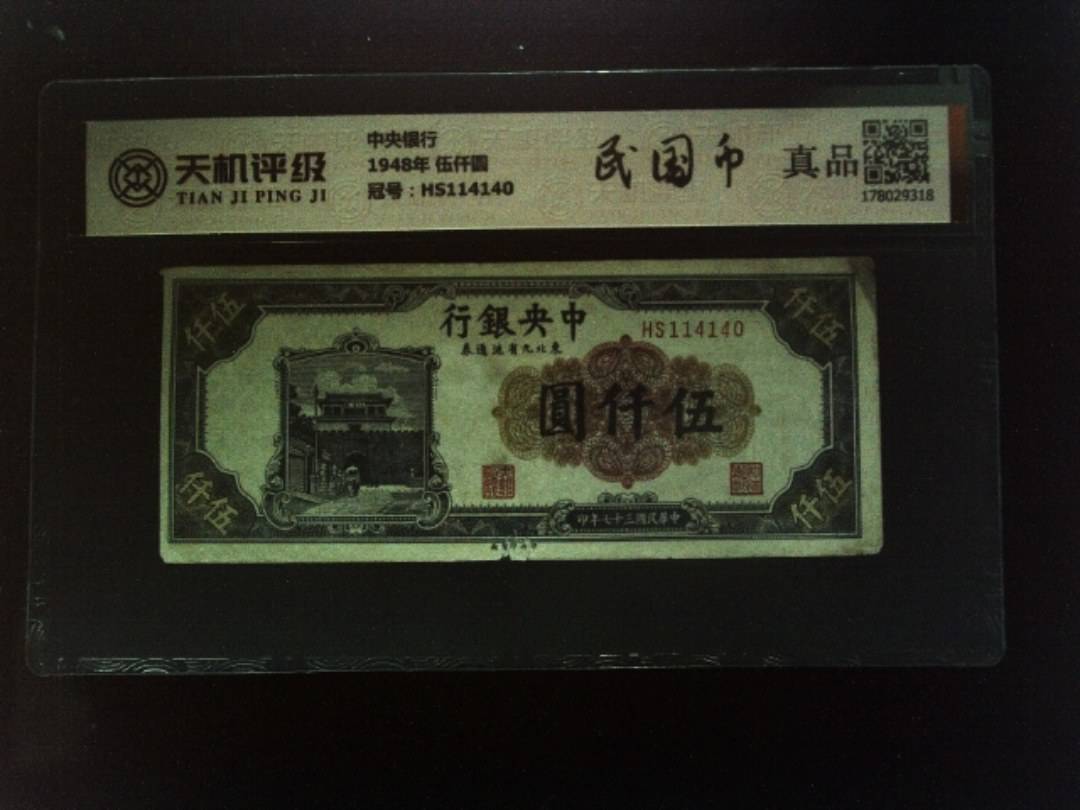 天机评级
TIAN JI PING JI
中央银行
1948年 伍仟圓
冠号：HS114140
民国币
真品
178029318
中央銀行
東北九省流通券
HS114140
伍仟圓
伍仟
伍仟
伍仟
伍仟
中華民國三十七年印